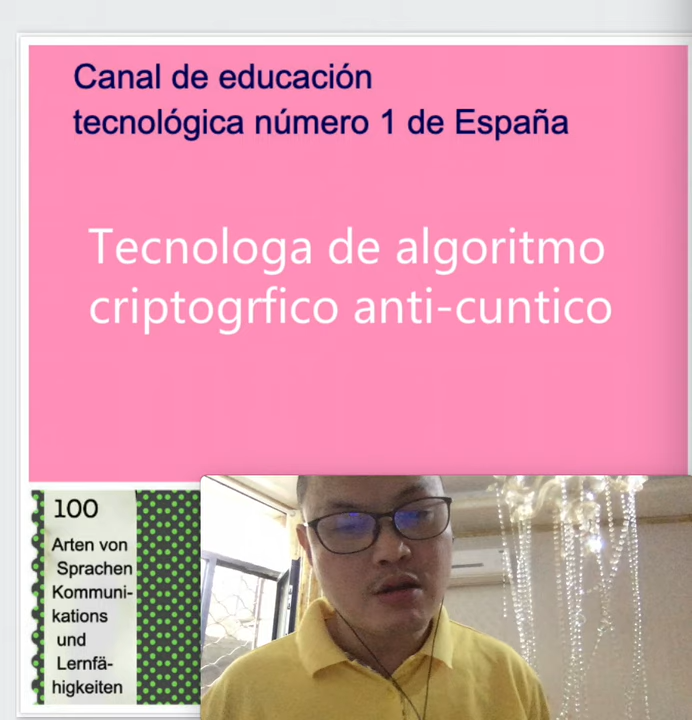 Canal de educación
tecnológica número 1 de España
Tecnologa de algoritmo
criptogrfico anti-cuntico
100
Arten von
Sprachen
Kommuni-
kations
und
Lernfä-
higkeiten